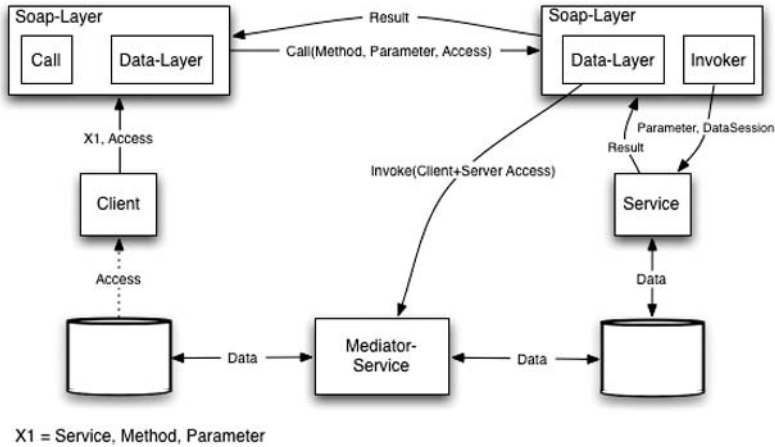 Soap-Layer
Result
Soap-Layer
Call
Data-Layer
Call(Method, Parameter, Access)
Data-Layer
Invoker
X1, Access
Parameter, DataSession
Result
Invoke(Client+Server Access)
Client
Service
Access
Data
Mediator-
Service
Data
Data
X1 = Service, Method, Parameter